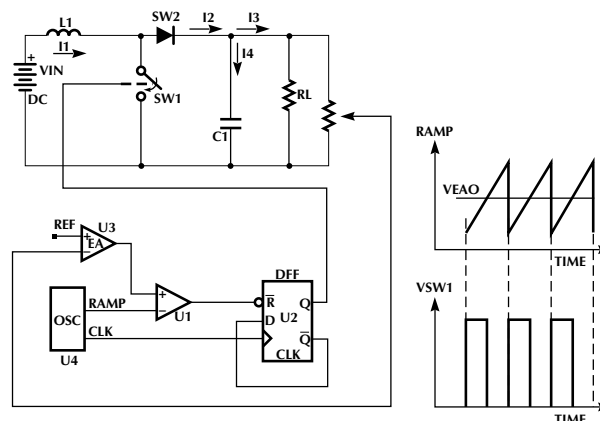 L1
SW2
I2
I3
I1
I4
VIN
DC
SW1
RL
C1
RAMP
VEAO
TIME
REF
U3
EA
+
−
DFF
RAMP
+
−
U1
R
Q
D
U2
OSC
CLK
Q
CLK
U4
VSW1
TIME